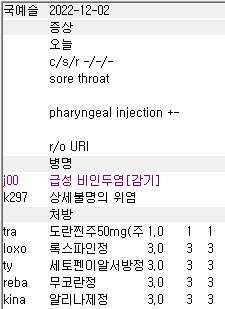 국예슬 2022-12-02
증상
오늘
c/s/r -/-/-
sore throat
pharyngeal injection +-
r/o URI
병명
j00 급성 비인두염[감기]
k297 상세불명의 위염
처방
tra 도란찐주50mg(주 1.0 1 1
loxo 록스파인정 3.0 3 3
ty 세토펜이알서방정 3.0 3 3
reba 무코란정 3.0 3 3
kina 알리나제정 3.0 3 3